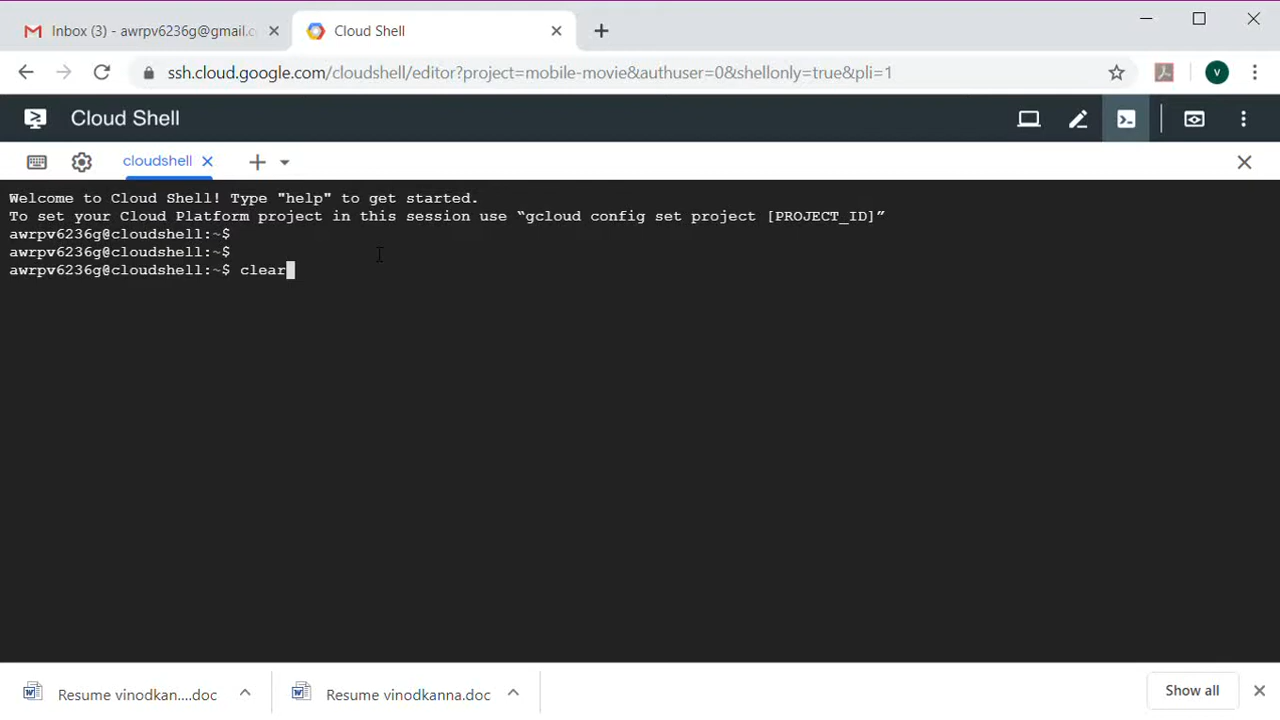 Inbox (3) - awrpv6236g@gmail.c
Cloud Shell
ssh.cloud.google.com/cloudshell/editor?project=mobile-movie&authuser=0&shellonly=true&pli=1
V
Cloud Shell
cloudshell
Welcome to Cloud Shell! Type "help" to get started.
To set your Cloud Platform project in this session use “gcloud config set project [PROJECT_ID]”
awrpv6236g@cloudshell:~$
awrpv6236g@cloudshell:~$
awrpv6236g@cloudshell:~$ clear
Resume vinodkan....doc
Resume vinodkanna.doc
Show all